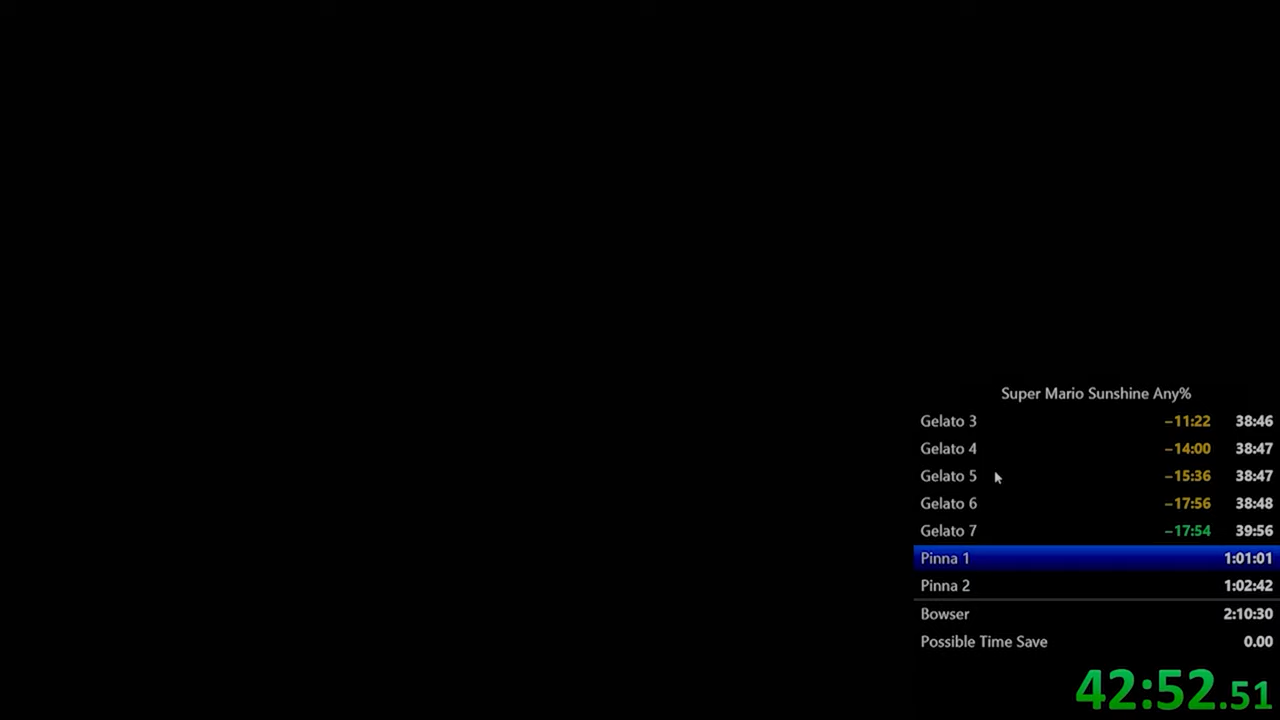 Super Mario Sunshine Any%
Gelato 3 −11:22 38:46
Gelato 4 −14:00 38:47
Gelato 5 −15:36 38:47
Gelato 6 −17:56 38:48
Gelato 7 −17:54 39:56
Pinna 1 1:01:01
Pinna 2 1:02:42
Bowser 2:10:30
Possible Time Save 0.00
42:52.51